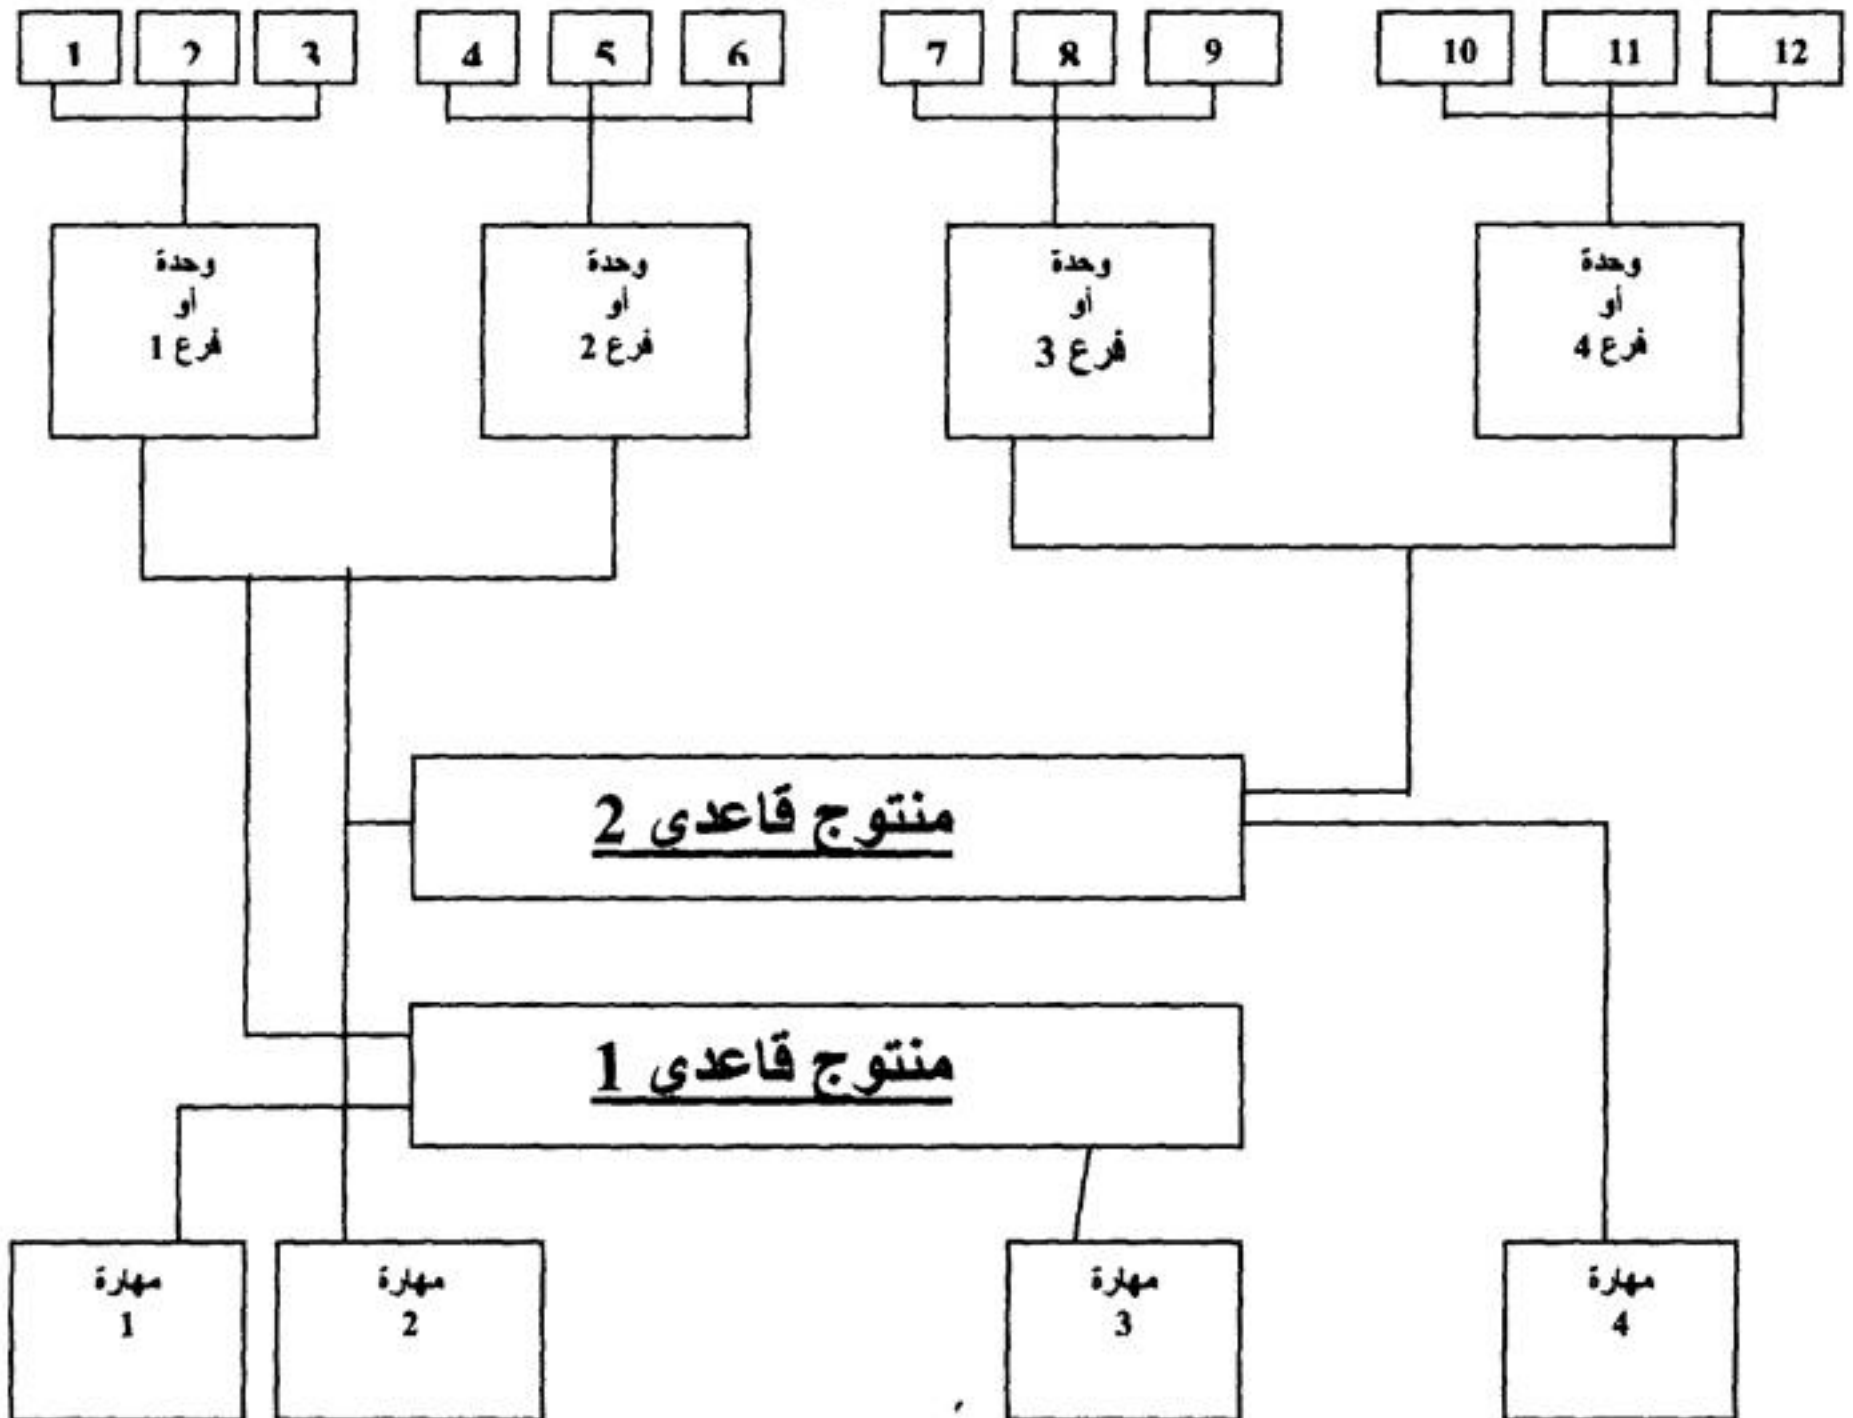 1 2 3 4 5 6 7 8 9 10 11 12
وحدة
أو
فرع 1
وحدة
أو
فرع 2
وحدة
أو
فرع 3
وحدة
أو
فرع 4
منتوج قاعدي 2
منتوج قاعدي 1
مهارة
1
مهارة
2
مهارة
3
مهارة
4